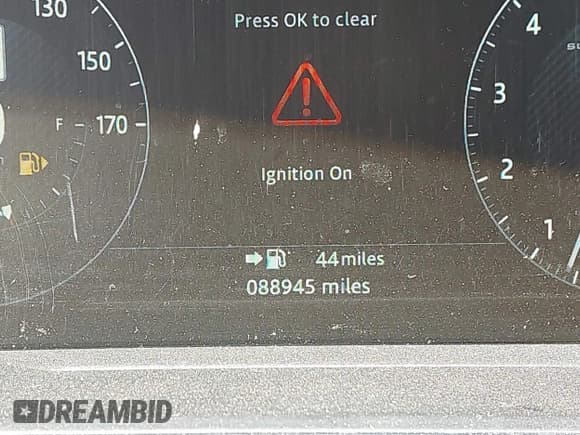 130
Press OK to clear
4
150
3
F
170
Ignition On
2
1
44 miles
088945 miles
DREAMBID